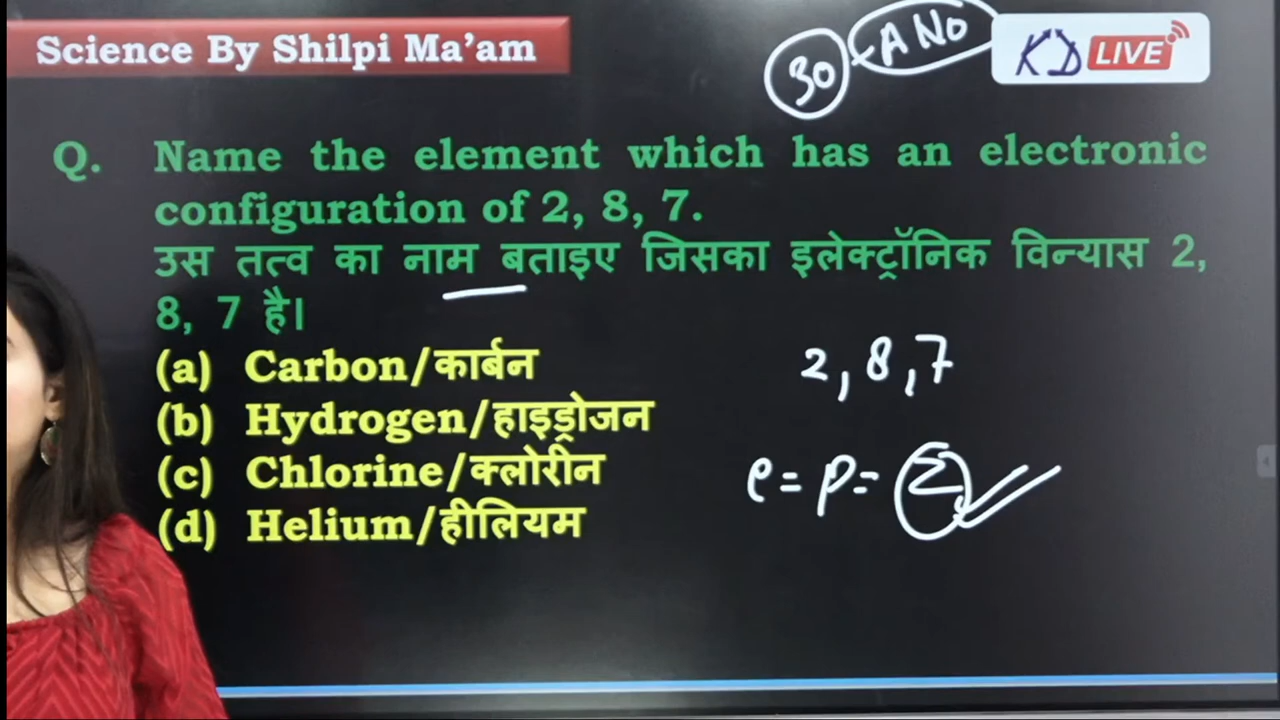 Science By Shilpi Ma'am
30 A NO
KD LIVE
Q. Name the element which has an electronic
configuration of 2, 8, 7.
उस तत्व का नाम बताइए जिसका इलेक्ट्रॉनिक विन्यास 2,
8, 7 है।
(a) Carbon/कार्बन
(b) Hydrogen/हाइड्रोजन
(c) Chlorine/क्लोरीन
(d) Helium/हीलियम
2, 8, 7
e = p = Z